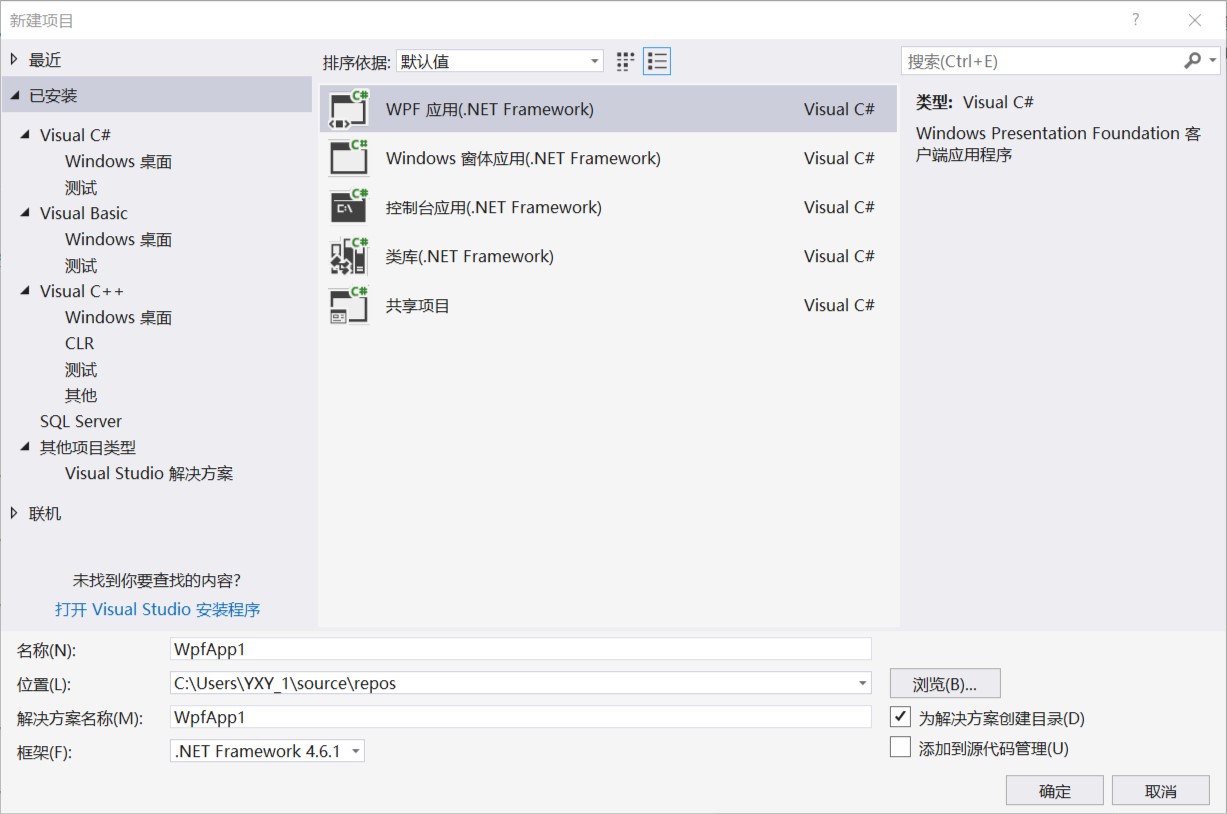 新建项目
最近
已安装
Visual C#
Windows 桌面
测试
Visual Basic
Windows 桌面
测试
Visual C++
Windows 桌面
CLR
测试
其他
SQL Server
其他项目类型
Visual Studio 解决方案
联机
未找到你要查找的内容?
打开 Visual Studio 安装程序
排序依据: 默认值
C# WPF 应用(.NET Framework) Visual C#
C# Windows 窗体应用(.NET Framework) Visual C#
C# C:\ 控制台应用(.NET Framework) Visual C#
C# 类库(.NET Framework) Visual C#
C# 共享项目 Visual C#
搜索(Ctrl+E)
类型: Visual C#
Windows Presentation Foundation 客
户端应用程序
名称(N): WpfApp1
位置(L): C:\Users\YXY_1\source\repos 浏览(B)...
解决方案名称(M): WpfApp1 为解决方案创建目录(D)
框架(F): .NET Framework 4.6.1 添加到源代码管理(U)
确定 取消